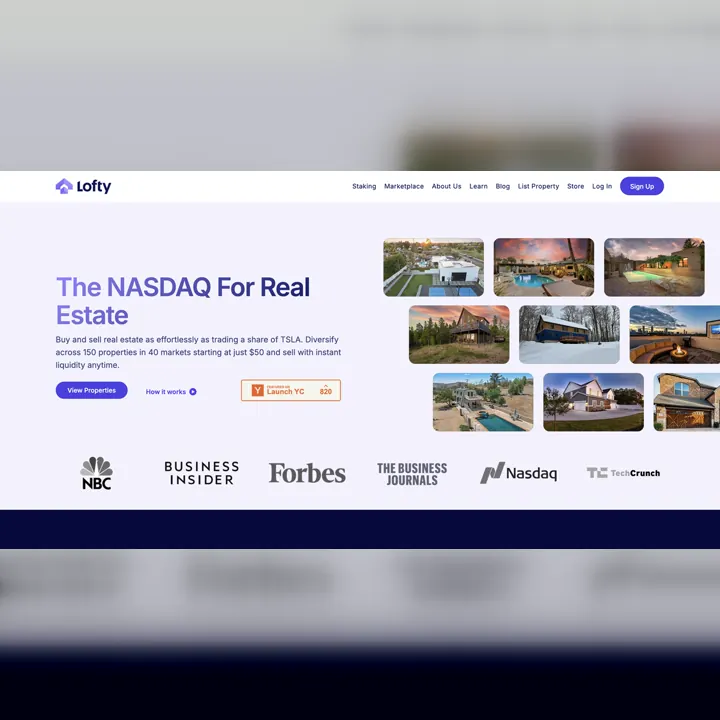 Lofty
Staking Marketplace About Us Learn Blog List Property Store Log In Sign Up
The NASDAQ For Real
Estate
Buy and sell real estate as effortlessly as trading a share of TSLA. Diversify
across 150 properties in 40 markets starting at just $50 and sell with instant
liquidity anytime.
View Properties
How it works
Y
FEATURED ON
Launch YC
820
NBC
BUSINESS
INSIDER
Forbes
THE BUSINESS
JOURNALS
Nasdaq
TechCrunch